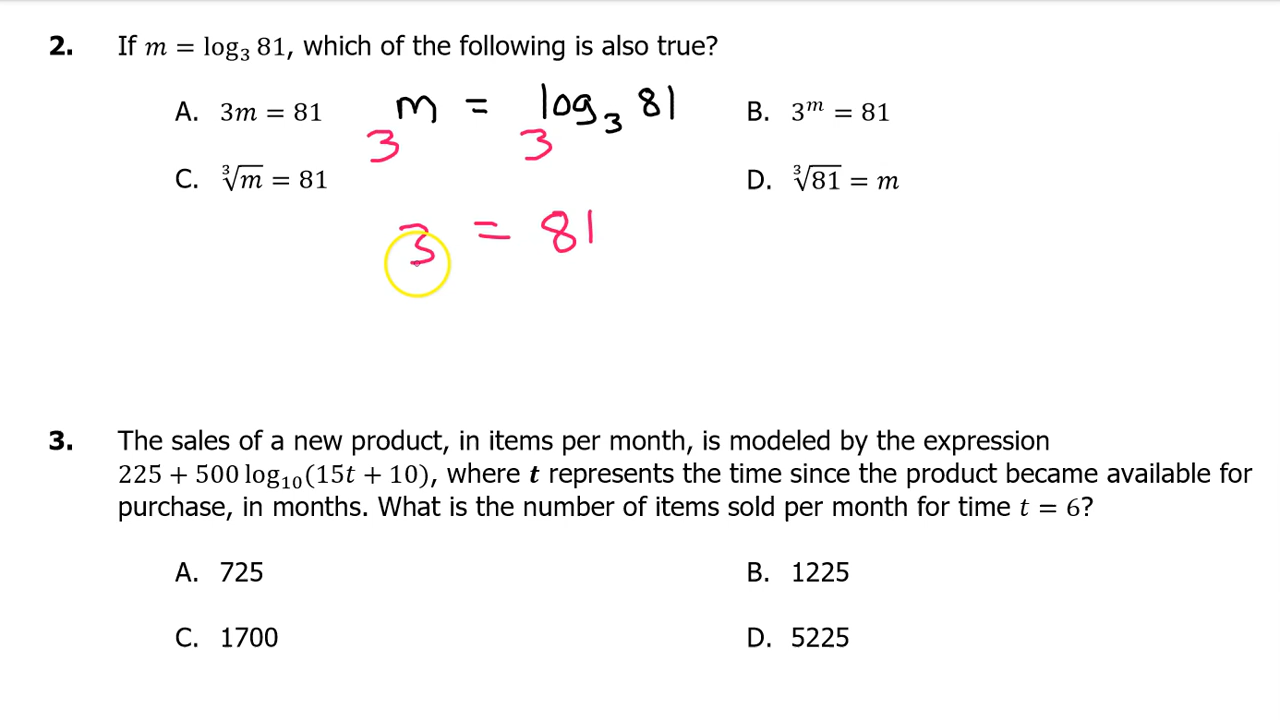 2. If m = log₃ 81, which of the following is also true?
A. 3m = 81
m = log₃ 81
B. 3ᵐ = 81
3 3
C. ∛m = 81
D. ∛81 = m
3 = 81
3. The sales of a new product, in items per month, is modeled by the expression
225 + 500 log₁₀(15t + 10), where t represents the time since the product became available for
purchase, in months. What is the number of items sold per month for time t = 6?
A. 725
B. 1225
C. 1700
D. 5225